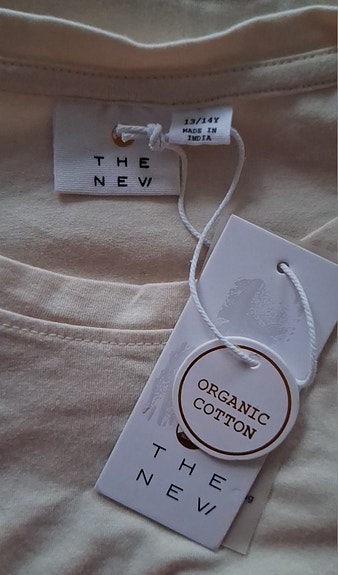 13/14Y
MADE IN
INDIA
THE
NEW
ORGANIC
COTTON
THE
NEW